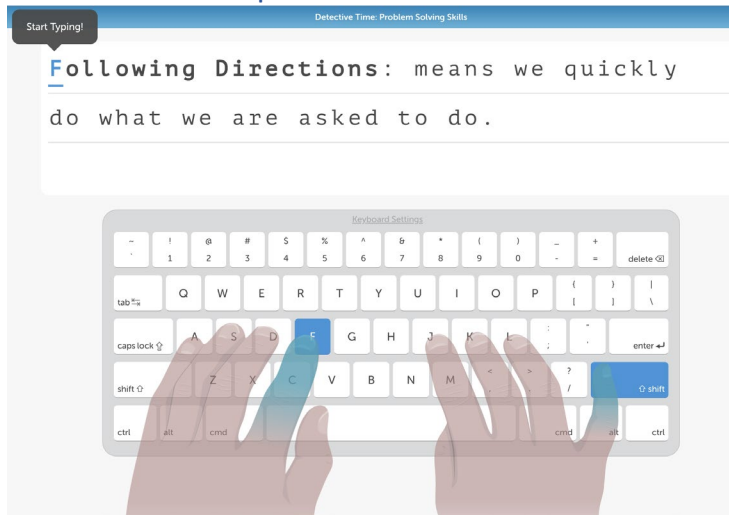 Detective Time: Problem Solving Skills
Start Typing!
Following Directions: means we quickly
do what we are asked to do.
Keyboard Settings
~ ! @ # $ % ^ & * ( ) _ +
` 1 2 3 4 5 6 7 8 9 0 - = delete
tab Q W E R T Y U I O P { [ } ] | \
caps lock A S D F G H J K L : ; " ' enter
shift Z X C V B N M < > ? / shift
ctrl alt cmd cmd alt ctrl